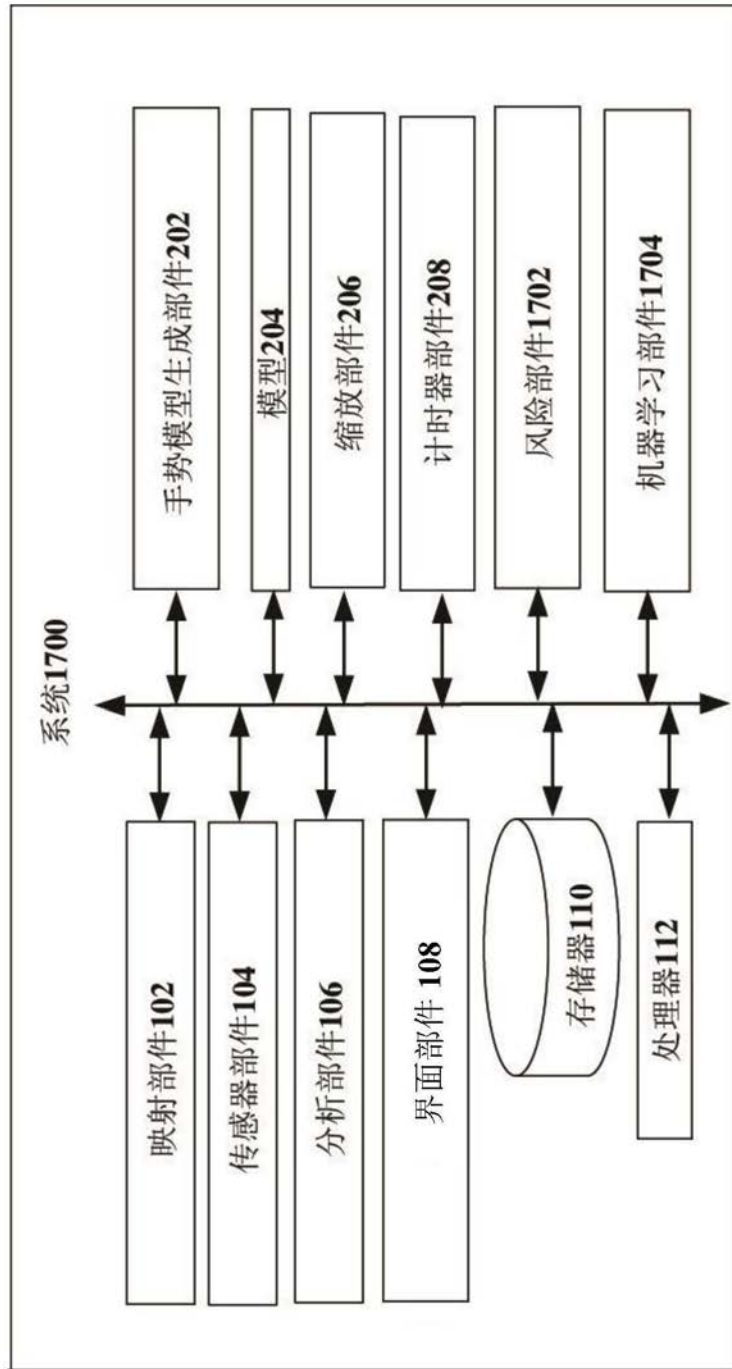 系统1700
映射部件102
传感器部件104
分析部件106
界面部件 108
存储器110
处理器112
手势模型生成部件202
模型204
缩放部件206
计时器部件208
风险部件1702
机器学习部件1704